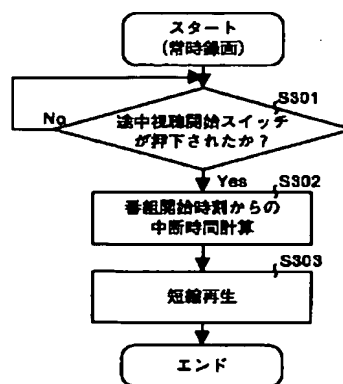 スタート
(常時録画)
S301
No
途中視聴開始スイッチ
が押下されたか?
Yes
S302
番組開始時刻からの
中断時間計算
S303
短縮再生
エンド